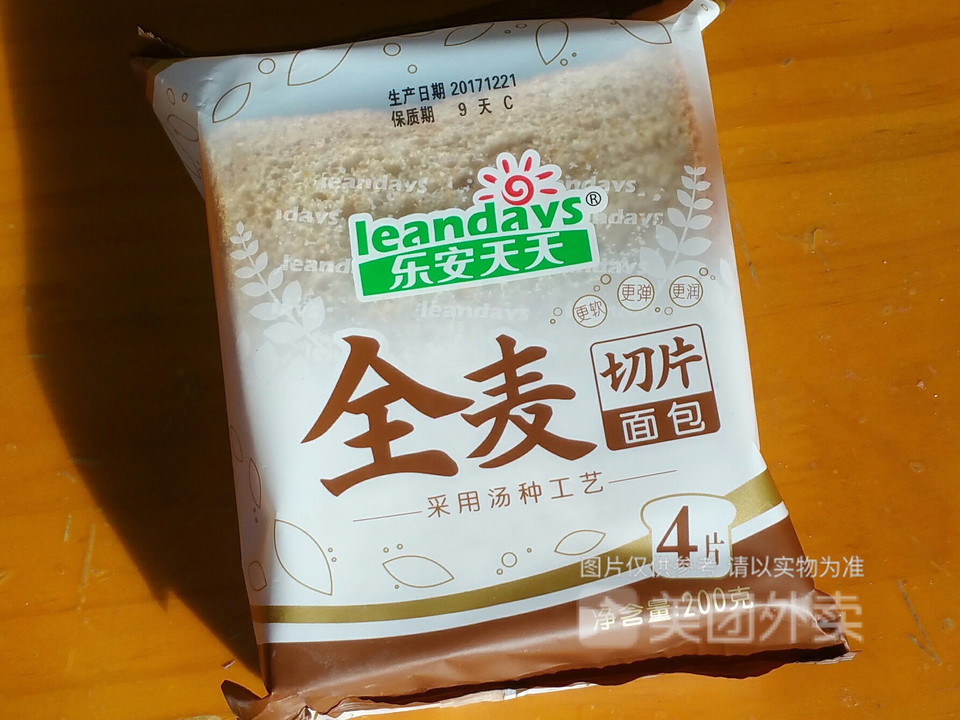 生产日期 20171221
保质期 9 天 C
leandays
leandays
leandays®
乐安天天
leandays
更软 更弹 更润
全麦
切片
面包
采用汤种工艺
4片
图片仅供参考 请以实物为准
净含量:200克
美团外卖